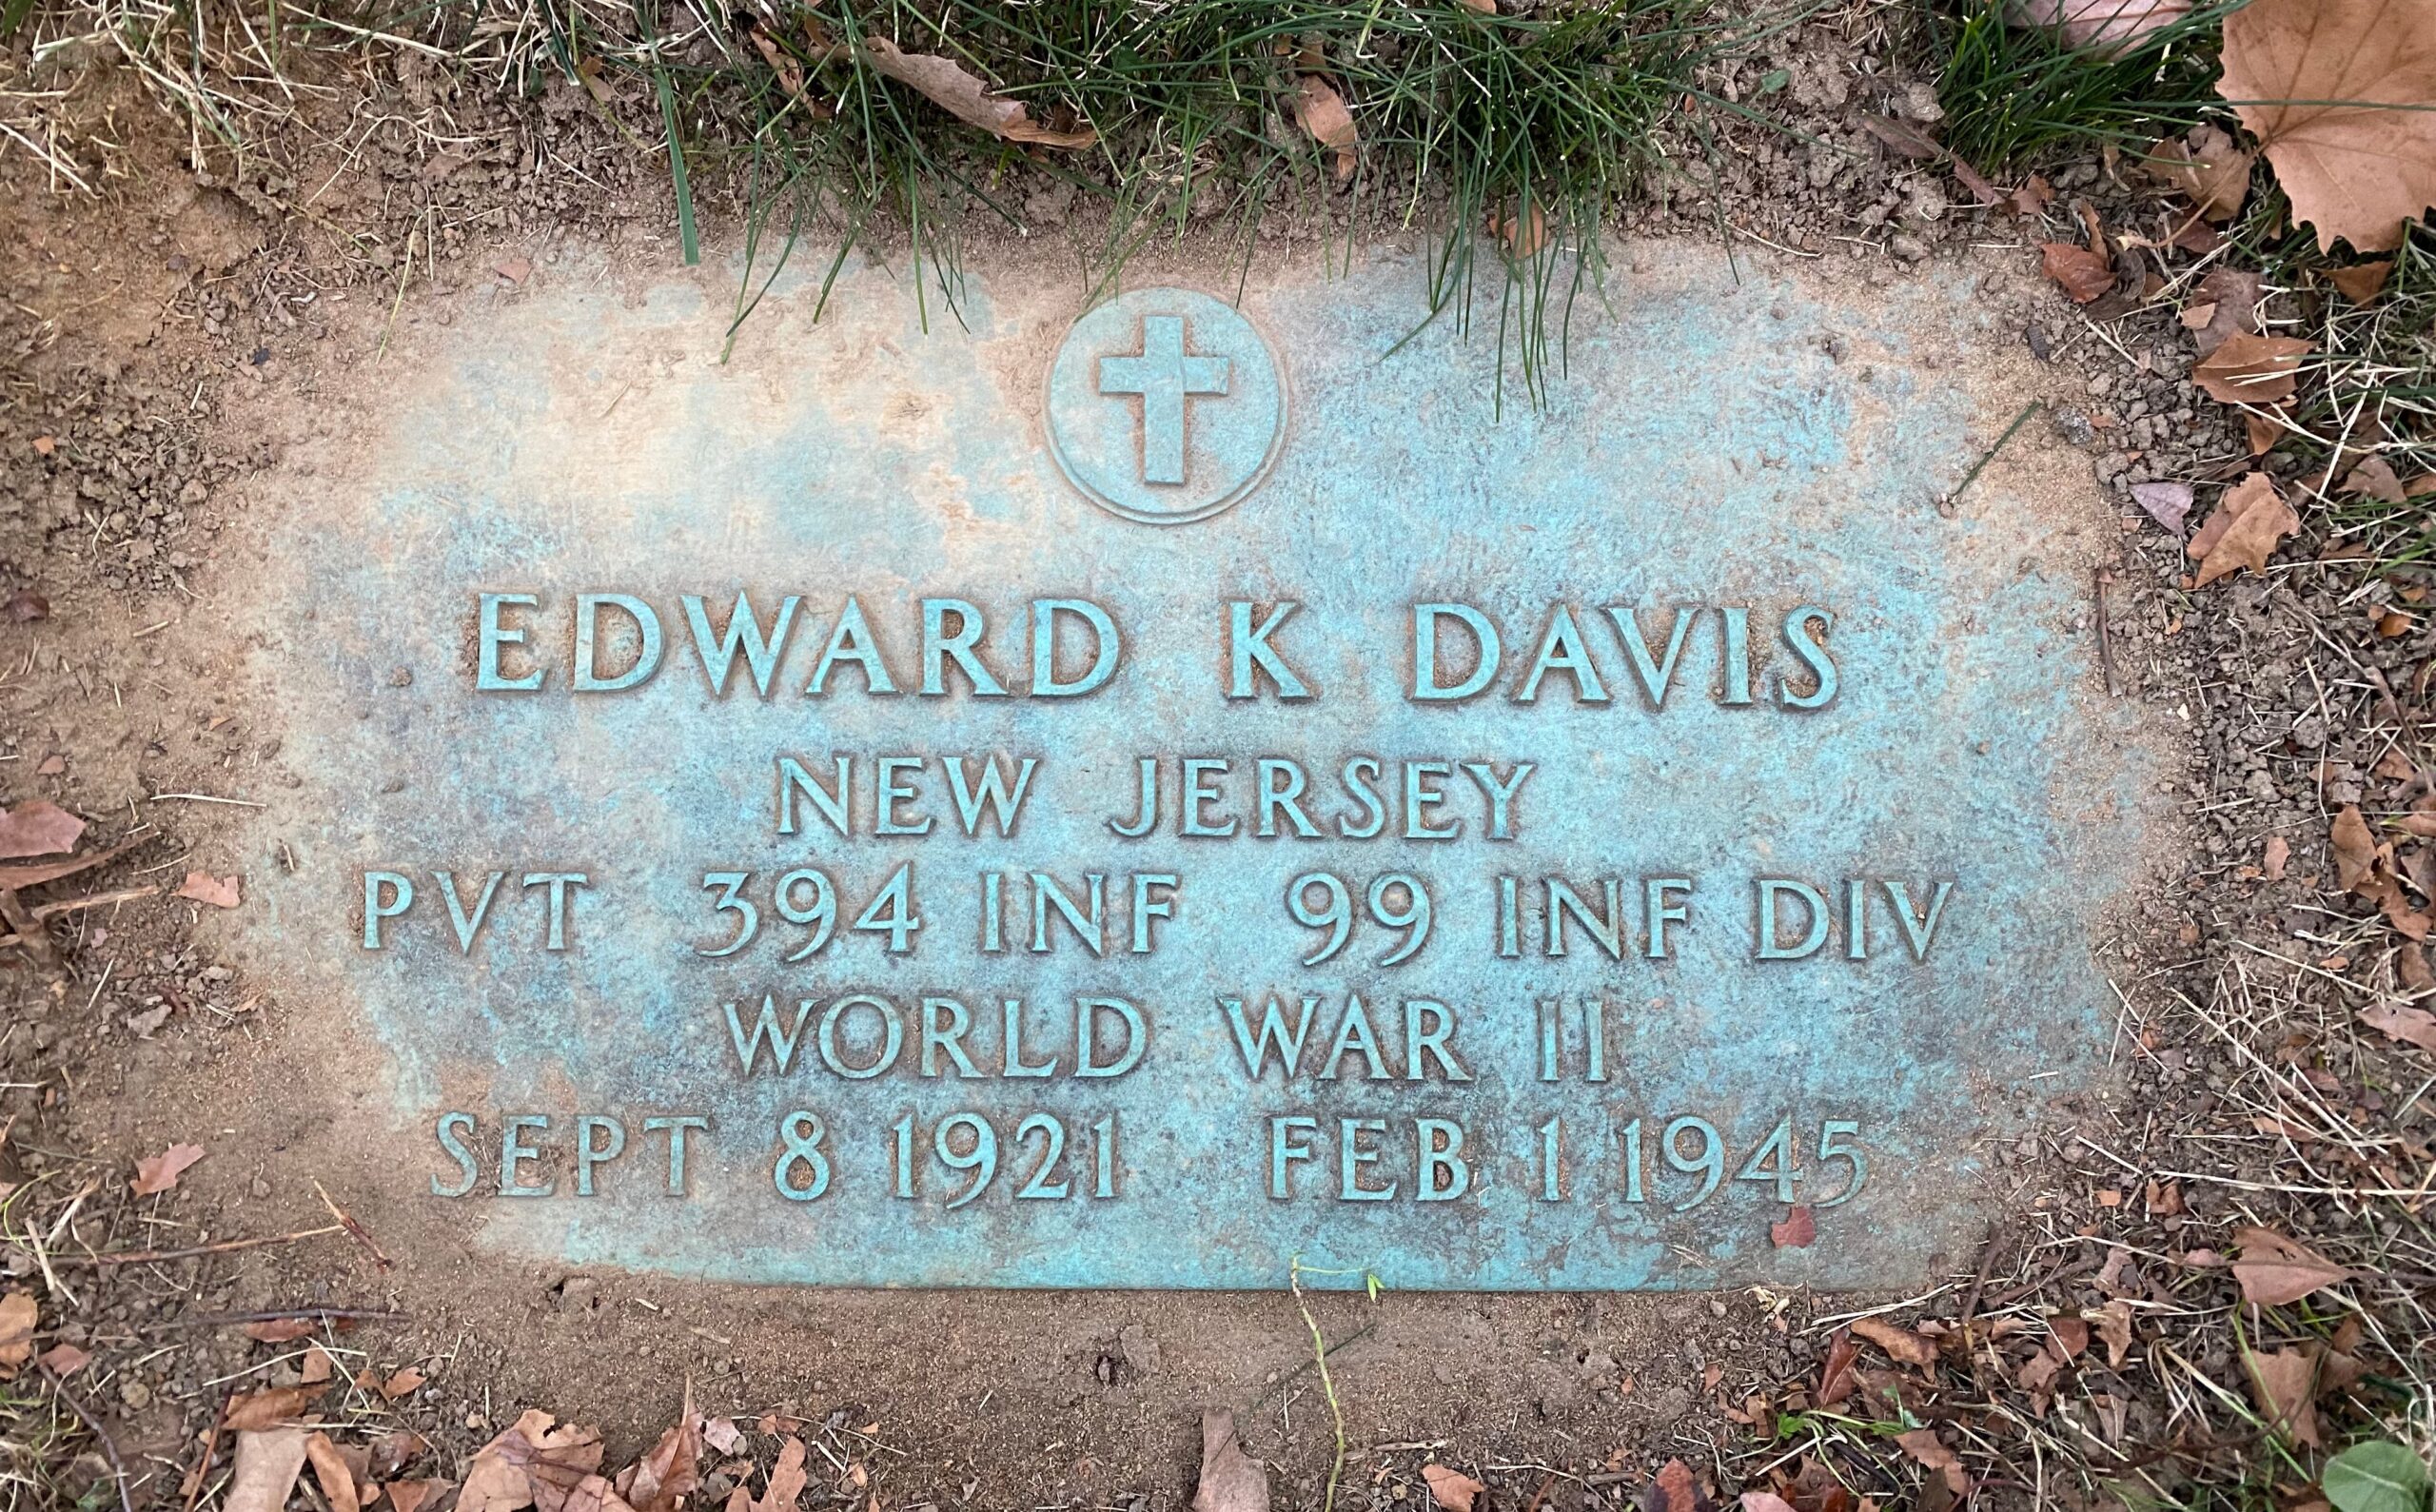 EDWARD K DAVIS
NEW JERSEY
PVT 394 INF 99 INF DIV
WORLD WAR II
SEPT 8 1921 FEB 1 1945